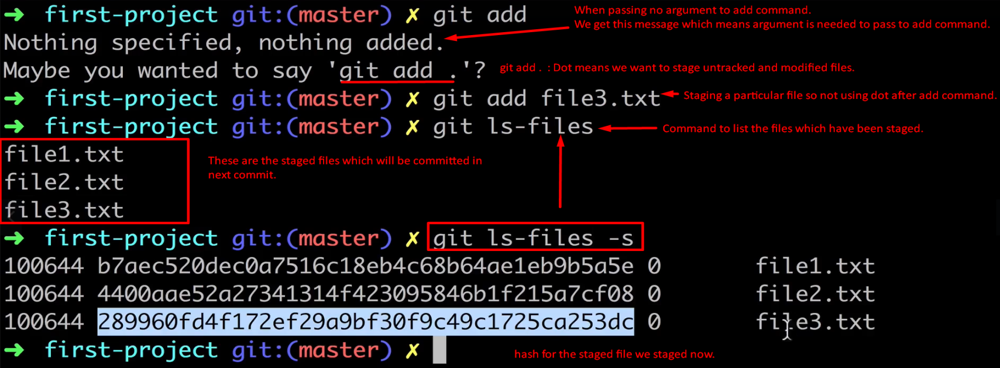 ➜ first-project git:(master) ✗ git add
When passing no argument to add command.
We get this message which means argument is needed to pass to add command.
Nothing specified, nothing added.
Maybe you wanted to say 'git add .'?
git add . : Dot means we want to stage untracked and modified files.
➜ first-project git:(master) ✗ git add file3.txt
Staging a particular file so not using dot after add command.
➜ first-project git:(master) ✗ git ls-files
Command to list the files which have been staged.
file1.txt
file2.txt
file3.txt
These are the staged files which will be committed in
next commit.
➜ first-project git:(master) ✗ git ls-files -s
100644 b7aec520dec0a7516c18eb4c68b64ae1eb9b5a5e 0 file1.txt
100644 4400aae52a27341314f423095846b1f215a7cf08 0 file2.txt
100644 289960fd4f172ef29a9bf30f9c49c1725ca253dc 0 file3.txt
➜ first-project git:(master) ✗
hash for the staged file we staged now.